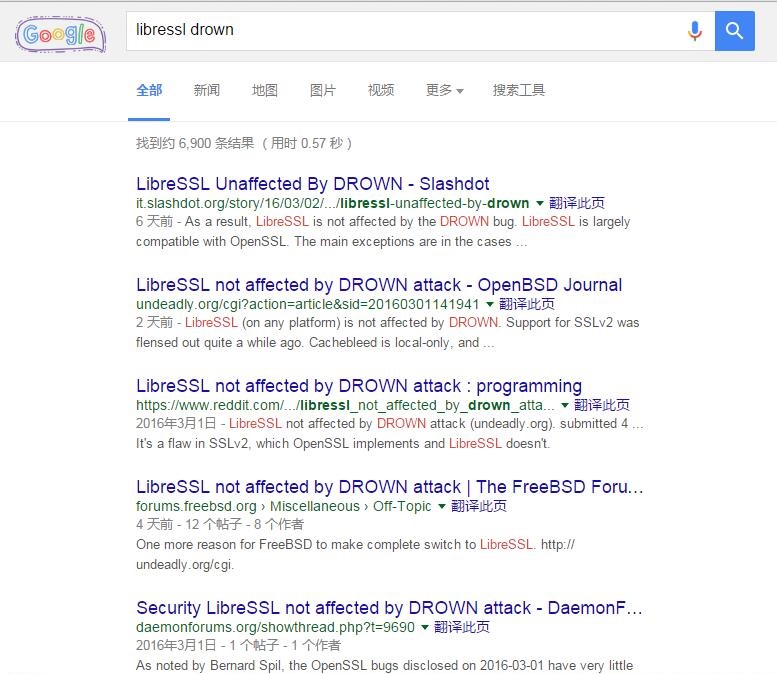 Google
libressl drown
全部 新闻 地图 图片 视频 更多 搜索工具
找到约 6,900 条结果 （用时 0.57 秒）
LibreSSL Unaffected By DROWN - Slashdot
it.slashdot.org/story/16/03/02/.../libressl-unaffected-by-drown 翻译此页
6 天前 - As a result, LibreSSL is not affected by the DROWN bug. LibreSSL is largely
compatible with OpenSSL. The main exceptions are in the cases ...
LibreSSL not affected by DROWN attack - OpenBSD Journal
undeadly.org/cgi?action=article&sid=20160301141941 翻译此页
2 天前 - LibreSSL (on any platform) is not affected by DROWN. Support for SSLv2 was
flensed out quite a while ago. Cachebleed is local-only, and ...
LibreSSL not affected by DROWN attack : programming
https://www.reddit.com/.../libressl_not_affected_by_drown_atta... 翻译此页
2016年3月1日 - LibreSSL not affected by DROWN attack (undeadly.org). submitted 4 ...
It's a flaw in SSLv2, which OpenSSL implements and LibreSSL doesn't.
LibreSSL not affected by DROWN attack | The FreeBSD Foru...
forums.freebsd.org › Miscellaneous › Off-Topic 翻译此页
4 天前 - 12 个帖子 - 8 个作者
One more reason for FreeBSD to make complete switch to LibreSSL. http://
undeadly.org/cgi.
Security LibreSSL not affected by DROWN attack - DaemonF...
daemonforums.org/showthread.php?t=9690 翻译此页
2016年3月1日 - 1 个帖子 - 1 个作者
As noted by Bernard Spil, the OpenSSL bugs disclosed on 2016-03-01 have very little